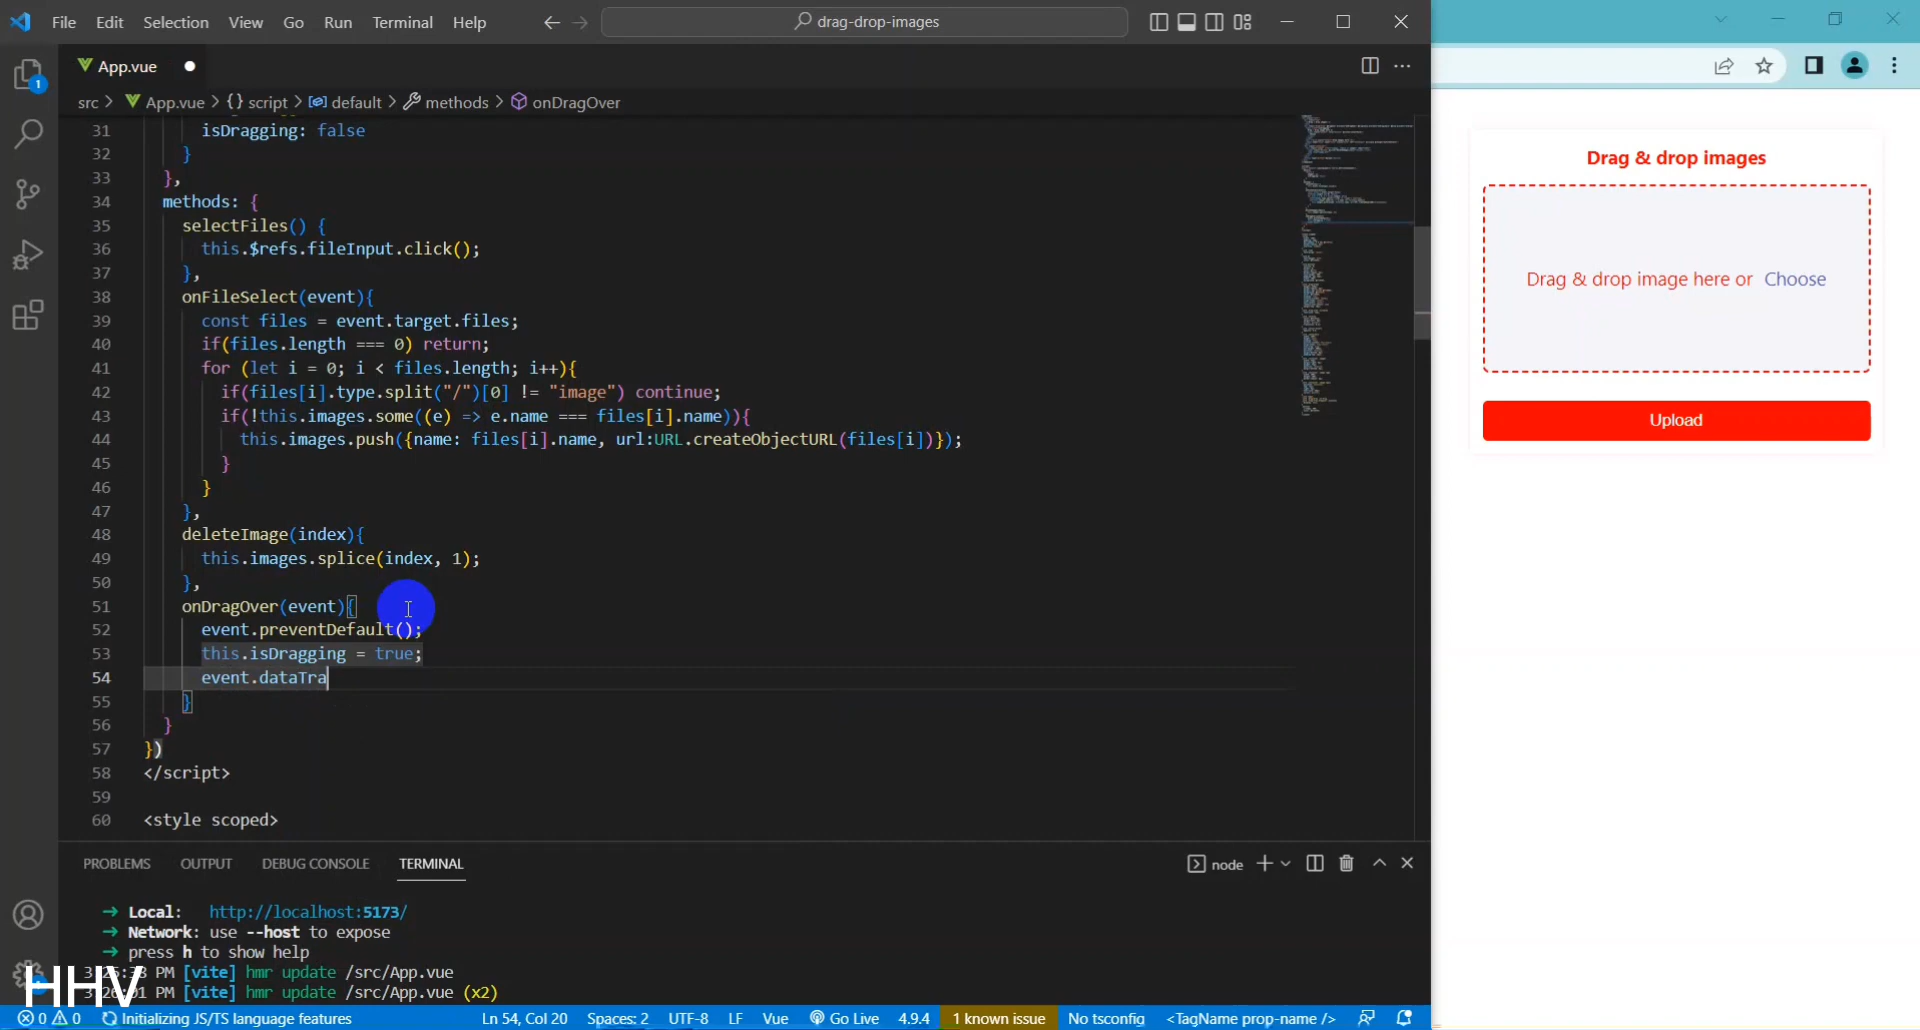 File Edit Selection View Go Run Terminal Help
drag-drop-images
App.vue
src > App.vue > {} script > default > methods > onDragOver
31 isDragging: false
32 }
33 },
34 methods: {
35 selectFiles() {
36 this.$refs.fileInput.click();
37 },
38 onFileSelect(event){
39 const files = event.target.files;
40 if(files.length === 0) return;
41 for (let i = 0; i < files.length; i++){
42 if(files[i].type.split("/")[0] != "image") continue;
43 if(!this.images.some((e) => e.name === files[i].name)){
44 this.images.push({name: files[i].name, url:URL.createObjectURL(files[i])});
45 }
46 }
47 },
48 deleteImage(index){
49 this.images.splice(index, 1);
50 },
51 onDragOver(event){
52 event.preventDefault();
53 this.isDragging = true;
54 event.dataTra
55 }
56 }
57 })
58 </script>
59
60 <style scoped>
PROBLEMS OUTPUT DEBUG CONSOLE TERMINAL
node
→ Local: http://localhost:5173/
→ Network: use --host to expose
→ press h to show help
PM [vite] hmr update /src/App.vue
PM [vite] hmr update /src/App.vue (x2)
HHV
0 0 Initializing JS/TS language features Ln 54, Col 20 Spaces: 2 UTF-8 LF Vue Go Live 4.9.4 1 known issue No tsconfig <TagName prop-name />
1
Drag & drop images
Drag & drop image here or Choose
Upload